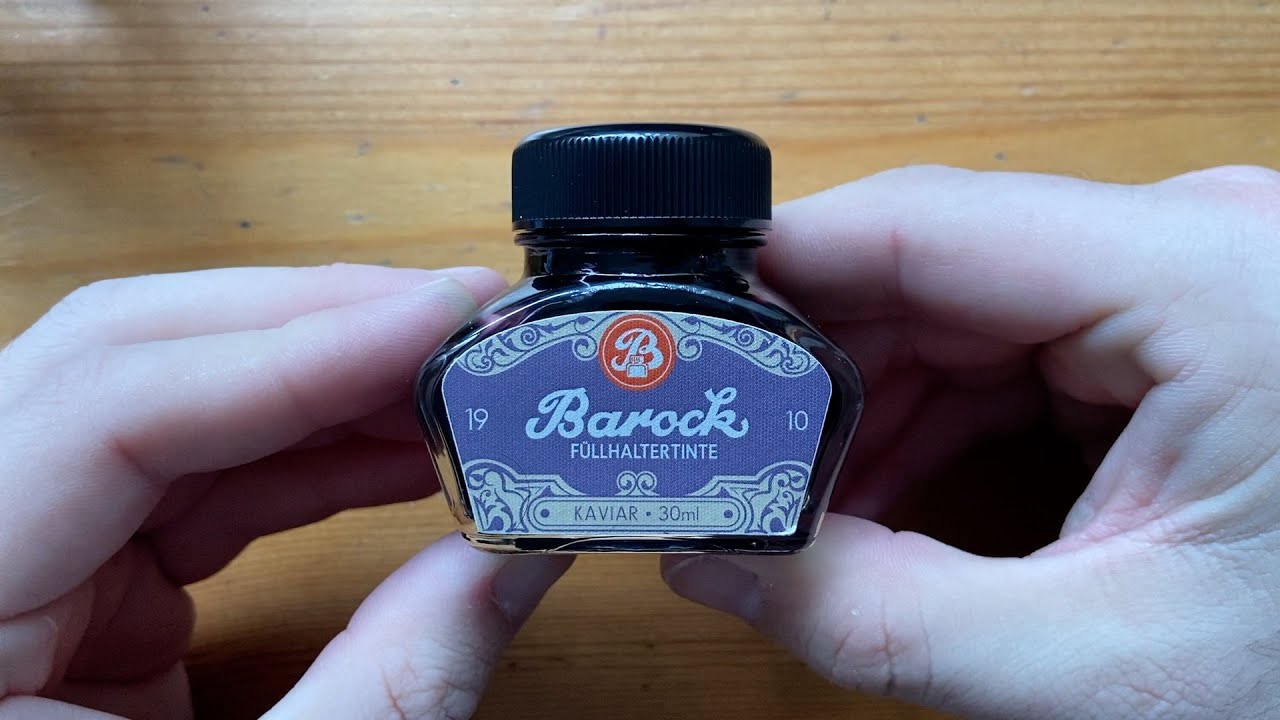 B
Barock
19 10
FÜLLHALTERTINTE
KAVIAR • 30ml